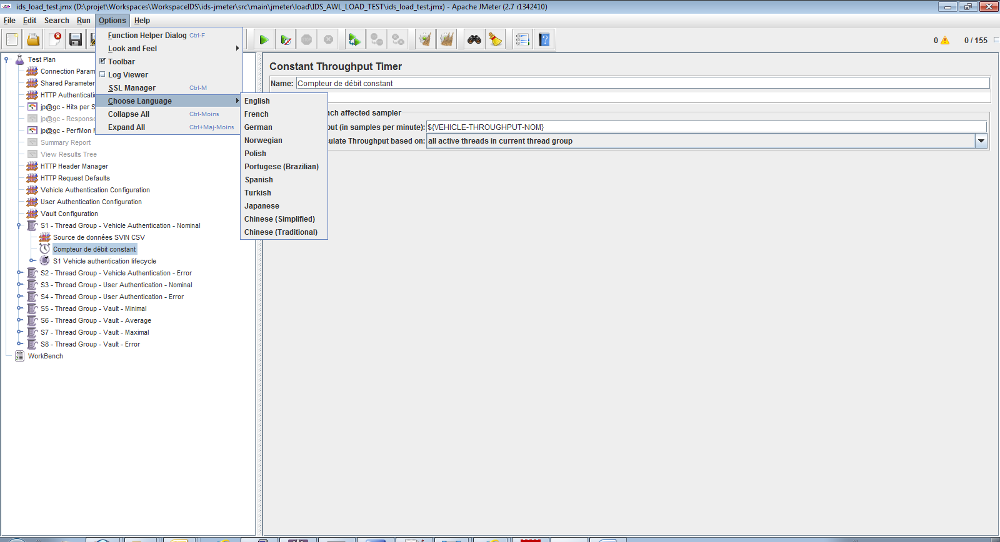 ids_load_test.jmx (D:\projet\Workspaces\WorkspaceIDS\ids-jmeter\src\main\jmeter\load\IDS_AWL_LOAD_TEST\ids_load_test.jmx) - Apache JMeter (2.7 r1342410)
File Edit Search Run Options Help
0 0 / 155
Function Helper Dialog Ctrl-F
Look and Feel
Toolbar
Log Viewer
SSL Manager Ctrl-M
Choose Language
Collapse All Ctrl-Moins
Expand All Ctrl+Maj-Moins
English
French
German
Norwegian
Polish
Portugese (Brazilian)
Spanish
Turkish
Japanese
Chinese (Simplified)
Chinese (Traditional)
Test Plan
Connection Param
Shared Parameter
HTTP Authenticatio
jp@gc - Hits per S
jp@gc - Response
jp@gc - PerfMon M
Summary Report
View Results Tree
HTTP Header Manager
HTTP Request Defaults
Vehicle Authentication Configuration
User Authentication Configuration
Vault Configuration
S1 - Thread Group - Vehicle Authentication - Nominal
Source de données SVIN CSV
Compteur de débit constant
S1 Vehicle authentication lifecycle
S2 - Thread Group - Vehicle Authentication - Error
S3 - Thread Group - User Authentication - Nominal
S4 - Thread Group - User Authentication - Error
S5 - Thread Group - Vault - Minimal
S6 - Thread Group - Vault - Average
S7 - Thread Group - Vault - Maximal
S8 - Thread Group - Vault - Error
WorkBench
Constant Throughput Timer
Name: Compteur de débit constant
ach affected sampler
out (in samples per minute): ${VEHICLE-THROUGHPUT-NOM}
culate Throughput based on: all active threads in current thread group